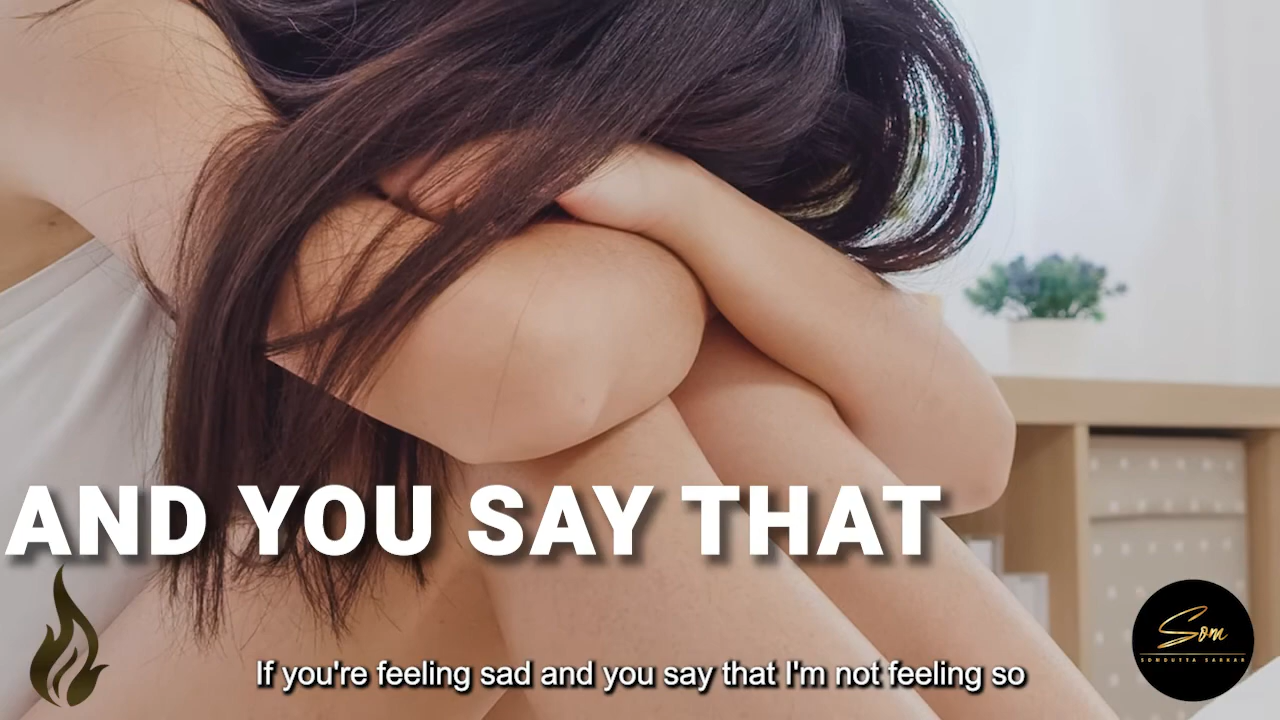 AND YOU SAY THAT
Som
SOMDUTTA SARKAR
If you're feeling sad and you say that I'm not feeling so